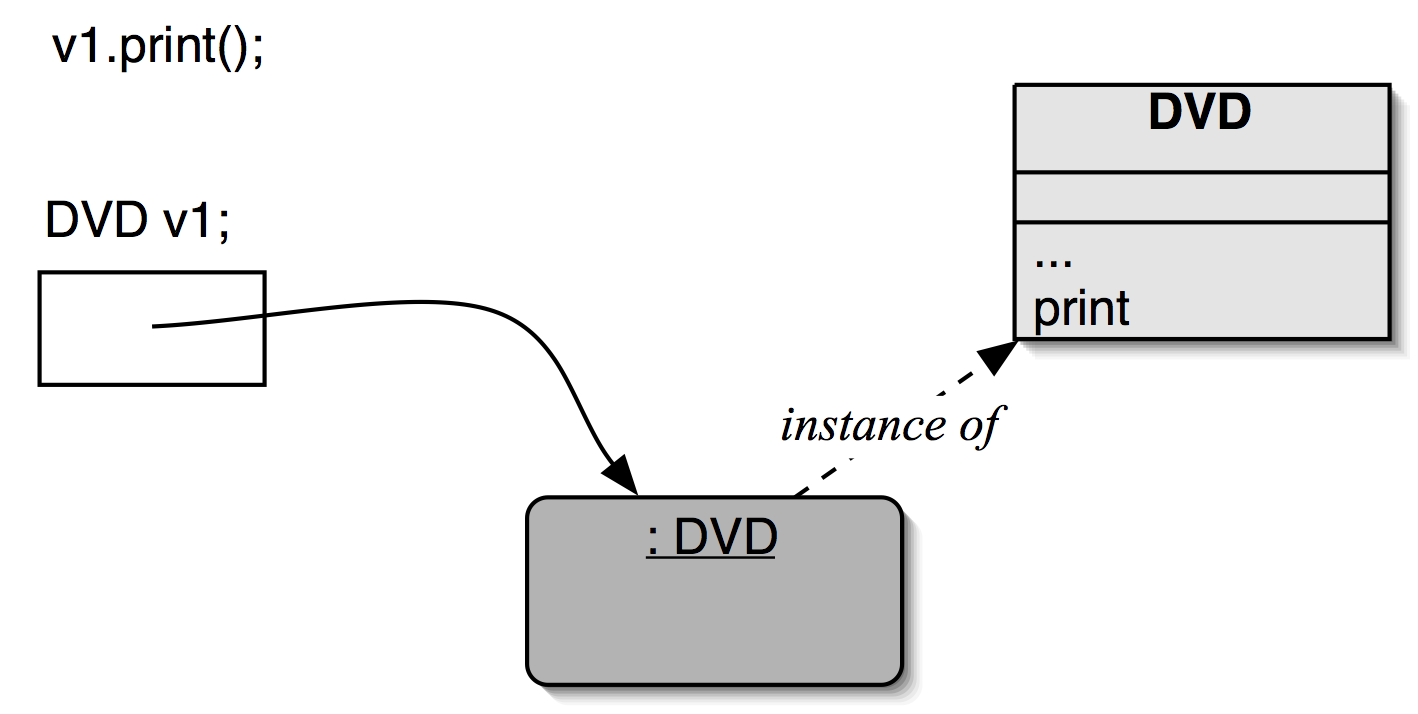 v1.print();
DVD v1;
DVD
...
print
instance of
: DVD